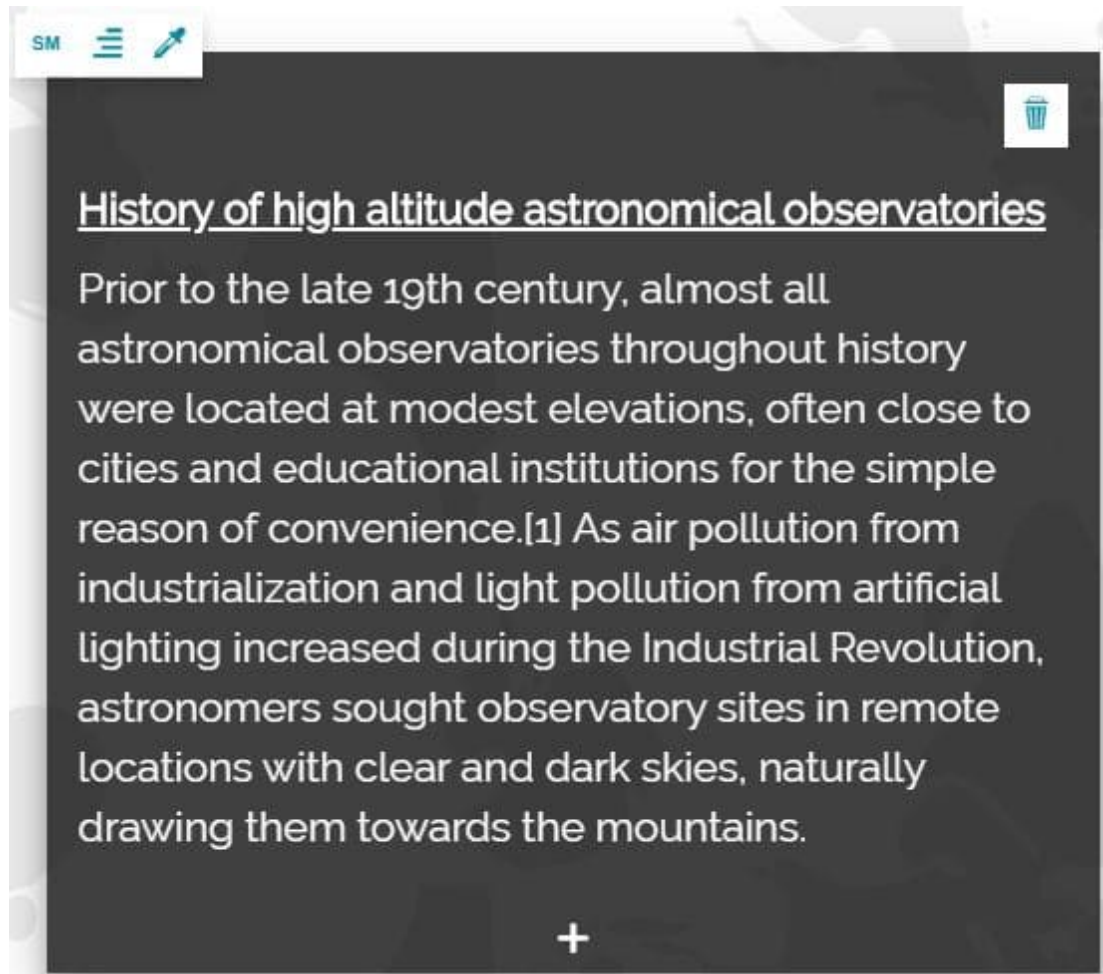 SM
History of high altitude astronomical observatories
Prior to the late 19th century, almost all
astronomical observatories throughout history
were located at modest elevations, often close to
cities and educational institutions for the simple
reason of convenience.[1] As air pollution from
industrialization and light pollution from artificial
lighting increased during the Industrial Revolution,
astronomers sought observatory sites in remote
locations with clear and dark skies, naturally
drawing them towards the mountains.
+